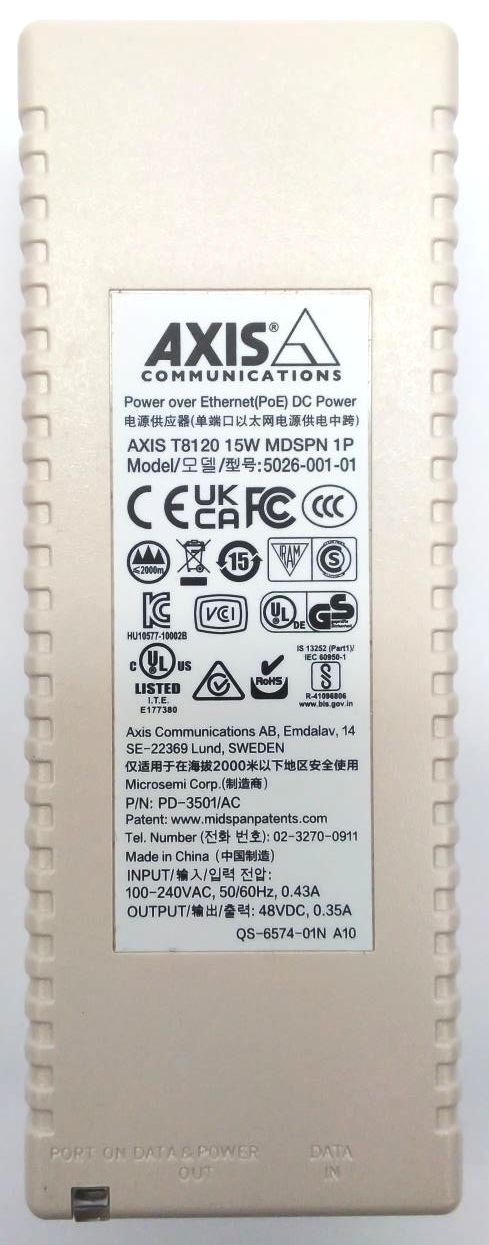 AXIS®
COMMUNICATIONS
Power over Ethernet(PoE) DC Power
电源供应器(单端口以太网电源供电中跨)
AXIS T8120 15W MDSPN 1P
Model/모델/型号:5026-001-01
CE UK CA FC CCC
≤2000m 15 TRAM S
KC VCI UL DE GS geprüfte Sicherheit
HU10577-10002B
IS 13252 (Part1)/
IEC 60950-1
C UL US RoHS
LISTED
I.T.E.
E177380
R-41096806
www.bis.gov.in
Axis Communications AB, Emdalav, 14
SE-22369 Lund, SWEDEN
仅适用于在海拔2000米以下地区安全使用
Microsemi Corp.(制造商)
P/N: PD-3501/AC
Patent: www.midspanpatents.com
Tel. Number (전화 번호): 02-3270-0911
Made in China (中国制造)
INPUT/输入/입력 전압:
100-240VAC, 50/60Hz, 0.43A
OUTPUT/输出/출력: 48VDC, 0.35A
QS-6574-01N A10
PORT ON DATA & POWER OUT
DATA IN